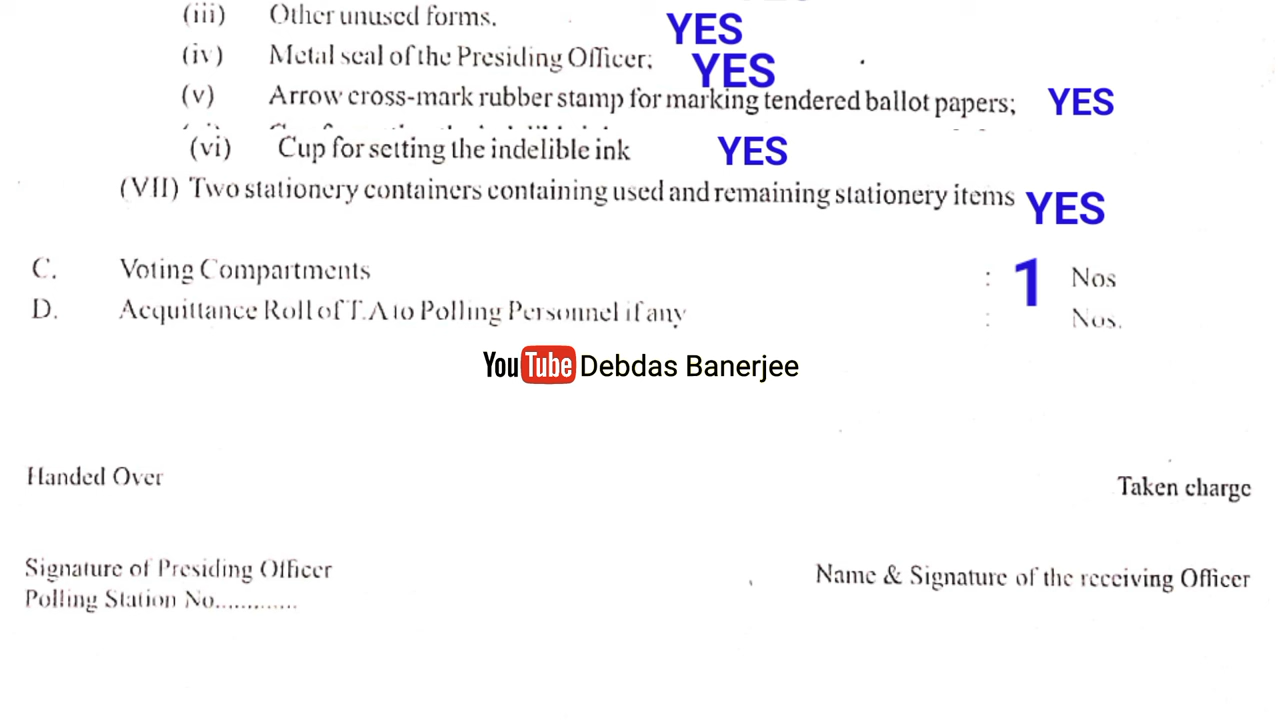 (iii) Other unused forms. YES
(iv) Metal seal of the Presiding Officer; YES
(v) Arrow cross-mark rubber stamp for marking tendered ballot papers; YES
(vi) Cup for setting the indelible ink YES
(VII) Two stationery containers containing used and remaining stationery items YES
C. Voting Compartments : 1 Nos
D. Acquittance Roll of T.A to Polling Personnel if any : Nos.
YouTube Debdas Banerjee
Handed Over
Taken charge
Signature of Presiding Officer
Name & Signature of the receiving Officer
Polling Station No.............